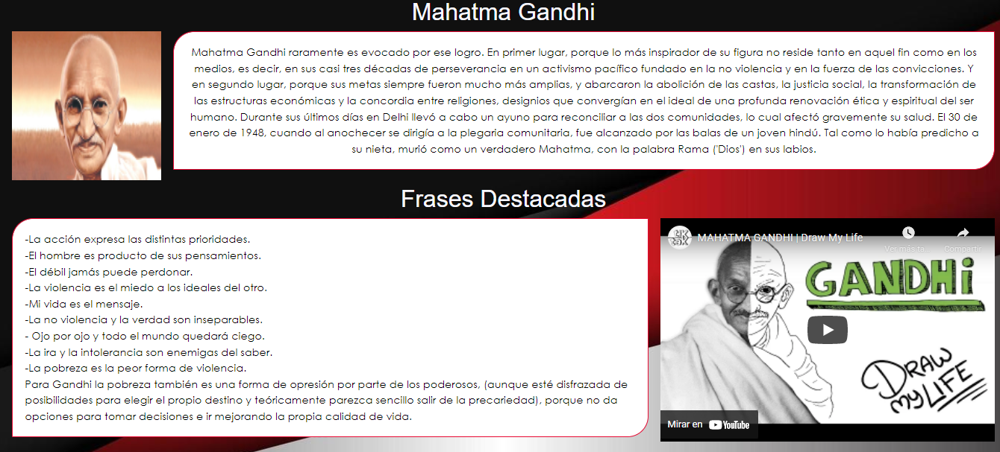 Mahatma Gandhi
Mahatma Gandhi raramente es evocado por ese logro. En primer lugar, porque lo más inspirador de su figura no reside tanto en aquel fin como en los
medios, es decir, en sus casi tres décadas de perseverancia en un activismo pacífico fundado en la no violencia y en la fuerza de las convicciones. Y
en segundo lugar, porque sus metas siempre fueron mucho más amplias, y abarcaron la abolición de las castas, la justicia social, la transformación de
las estructuras económicas y la concordia entre religiones, designios que convergían en el ideal de una profunda renovación ética y espiritual del ser
humano. Durante sus últimos días en Delhi llevó a cabo un ayuno para reconciliar a las dos comunidades, lo cual afectó gravemente su salud. El 30 de
enero de 1948, cuando al anochecer se dirigía a la plegaria comunitaria, fue alcanzado por las balas de un joven hindú. Tal como lo había predicho a
su nieta, murió como un verdadero Mahatma, con la palabra Rama ('Dios') en sus labios.
Frases Destacadas
-La acción expresa las distintas prioridades.
-El hombre es producto de sus pensamientos.
-El débil jamás puede perdonar.
-La violencia es el miedo a los ideales del otro.
-Mi vida es el mensaje.
-La no violencia y la verdad son inseparables.
- Ojo por ojo y todo el mundo quedará ciego.
-La ira y la intolerancia son enemigas del saber.
-La pobreza es la peor forma de violencia.
Para Gandhi la pobreza también es una forma de opresión por parte de los poderosos, (aunque esté disfrazada de
posibilidades para elegir el propio destino y teóricamente parezca sencillo salir de la precariedad), porque no da
opciones para tomar decisiones e ir mejorando la propia calidad de vida.
MAHATMA GANDHI | Draw My Life
Ver más ta...
Compartir
GANDHi
DRAW
MY LIFE
Mirar en YouTube